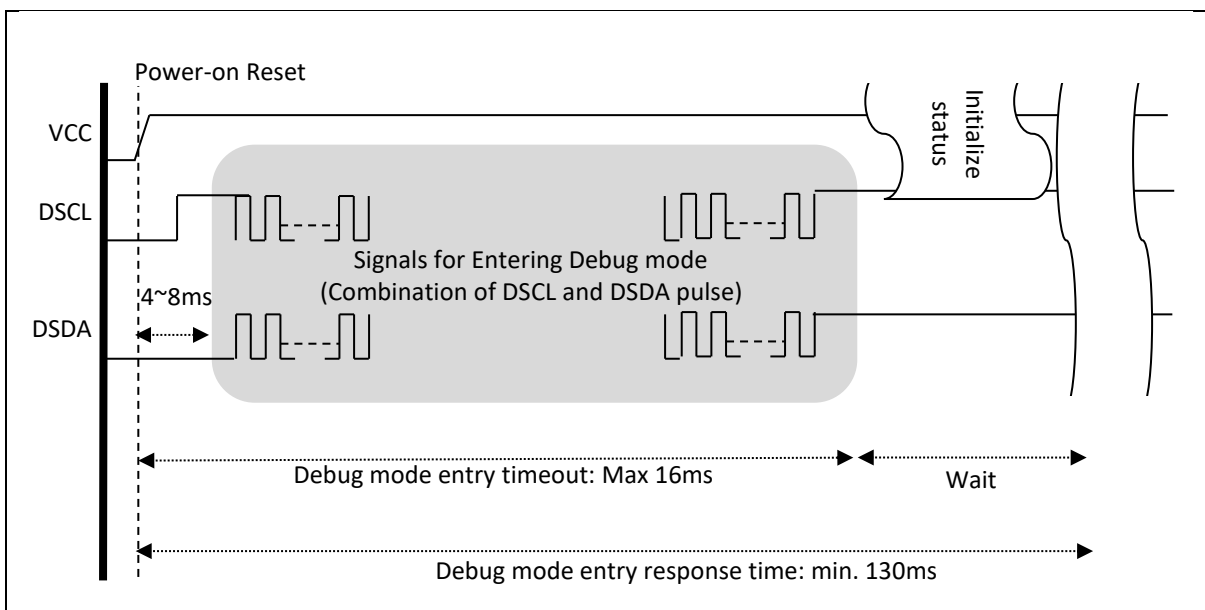 Power-on Reset
VCC
Initialize
status
DSCL
Signals for Entering Debug mode
(Combination of DSCL and DSDA pulse)
4~8ms
DSDA
Debug mode entry timeout: Max 16ms
Wait
Debug mode entry response time: min. 130ms